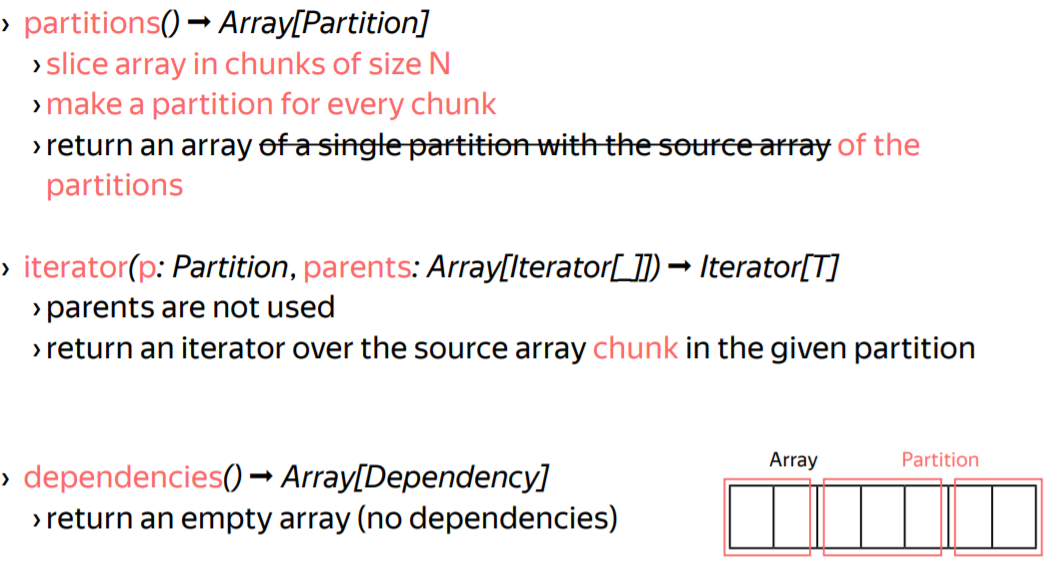 › partitions() ➞ Array[Partition]
› slice array in chunks of size N
› make a partition for every chunk
› return an array of a single partition with the source array of the
partitions
› iterator(p: Partition, parents: Array[Iterator[_]]) ➞ Iterator[T]
› parents are not used
› return an iterator over the source array chunk in the given partition
› dependencies() ➞ Array[Dependency]
› return an empty array (no dependencies)
Array Partition